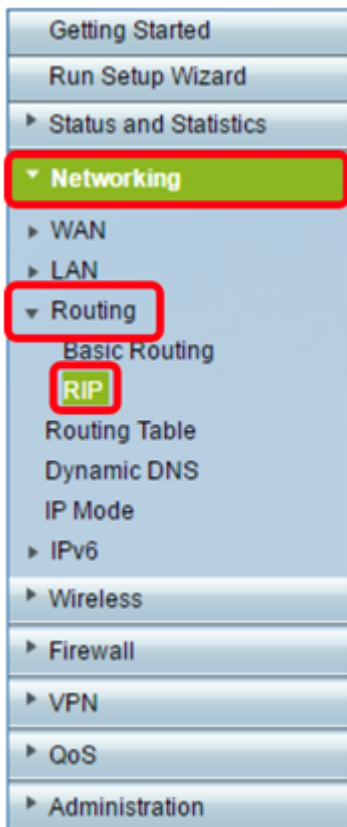 Getting Started
Run Setup Wizard
Status and Statistics
Networking
WAN
LAN
Routing
Basic Routing
RIP
Routing Table
Dynamic DNS
IP Mode
IPv6
Wireless
Firewall
VPN
QoS
Administration